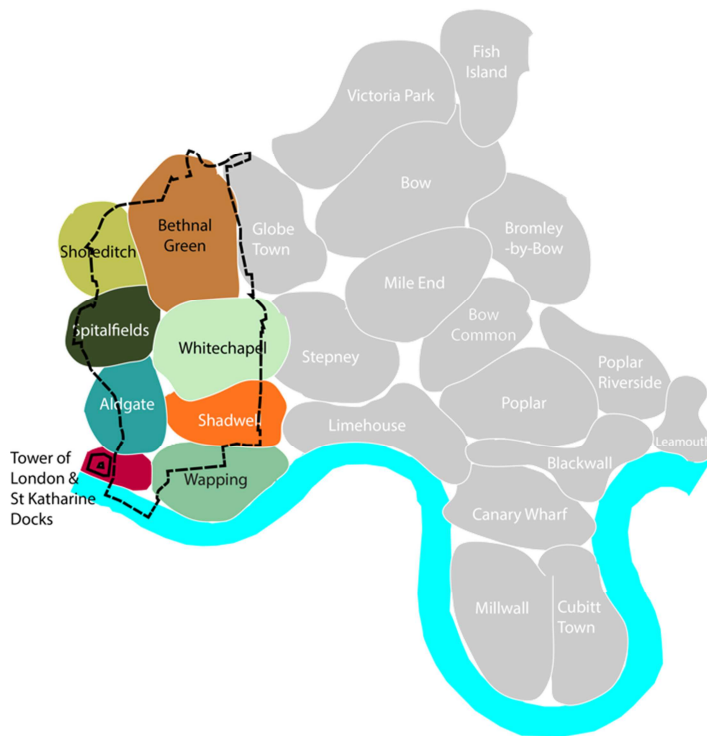 Fish
Island
Victoria Park
Bow
Bethnal
Green
Globe
Town
Bromley
-by-Bow
Shoreditch
Mile End
Bow
Common
Spitalfields
Whitechapel
Stepney
Poplar
Riverside
Aldgate
Shadwell
Limehouse
Poplar
Leamouth
Tower of
London &
St Katharine
Docks
Wapping
Blackwall
Canary Wharf
Millwall
Cubitt
Town